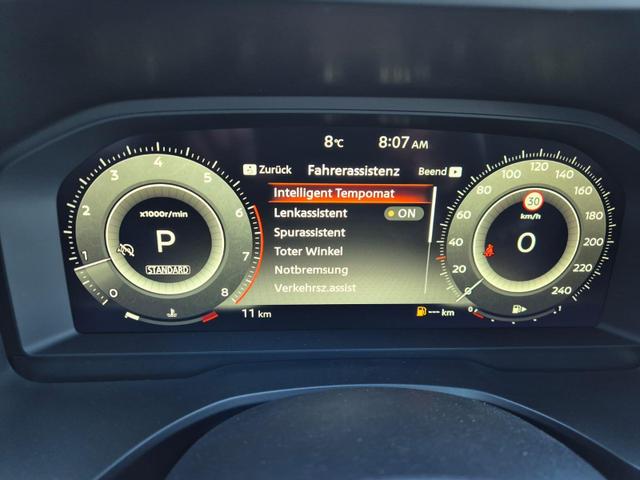 8°C 8:07 AM
Zurück Fahrerassistenz Beend
Intelligent Tempomat
Lenkassistent ON
Spurassistent
Toter Winkel
Notbremsung
Verkehrsz.assist
11 km --- km
0 1 2 3 4 5 6 7 8
x1000r/min
P
STANDARD
0 20 40 60 80 100 120 140 160 180 200 220 240
30
km/h
0
0 1